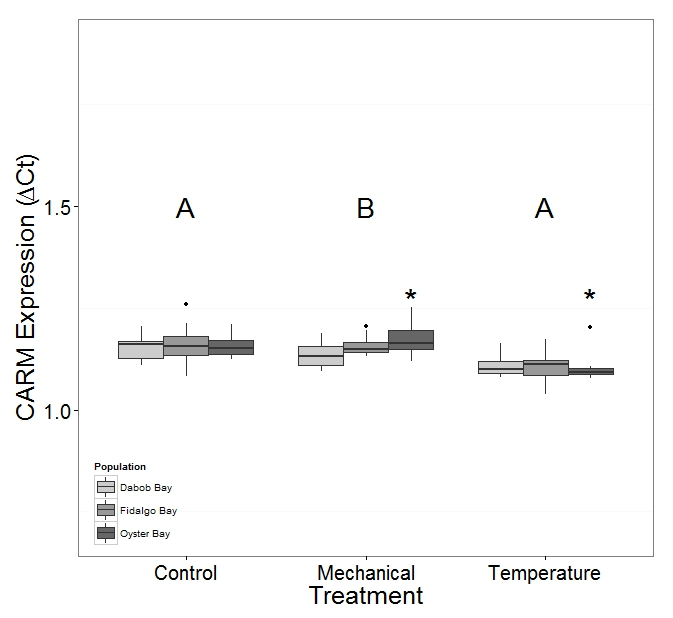 CARM Expression (ΔCt)
1.5
1.0
A
B
A
*
*
Population
Dabob Bay
Fidalgo Bay
Oyster Bay
Control
Mechanical
Temperature
Treatment